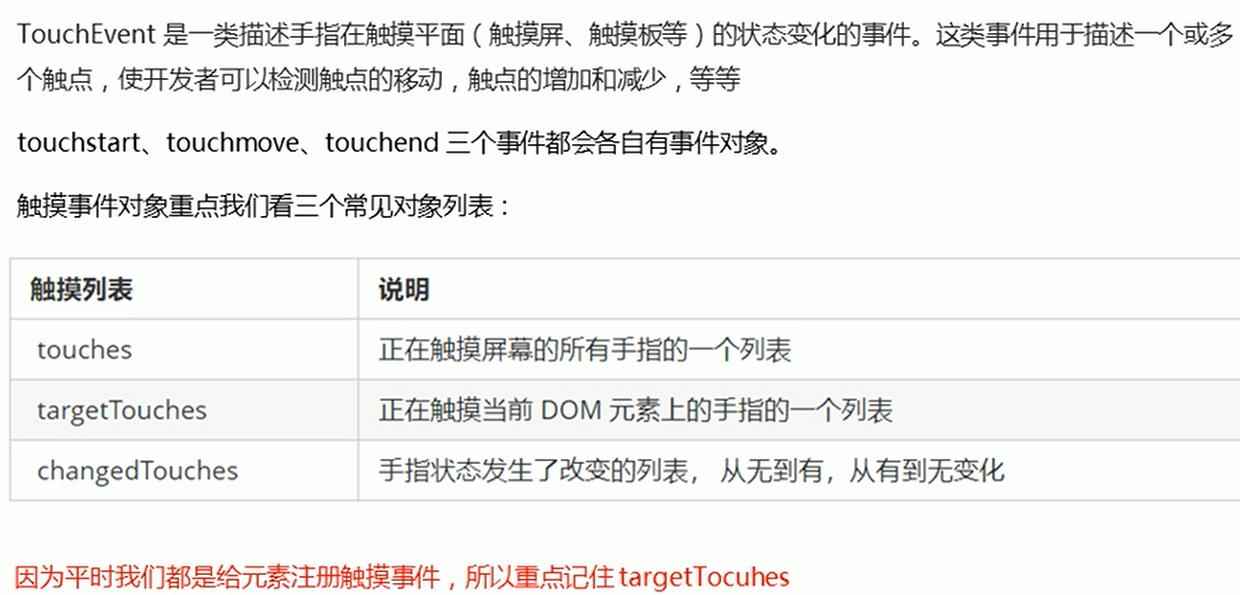 TouchEvent 是一类描述手指在触摸平面（触摸屏、触摸板等）的状态变化的事件。这类事件用于描述一个或多
个触点，使开发者可以检测触点的移动，触点的增加和减少，等等
touchstart、touchmove、touchend 三个事件都会各自有事件对象。
触摸事件对象重点我们看三个常见对象列表：
触摸列表 说明
touches 正在触摸屏幕的所有手指的一个列表
targetTouches 正在触摸当前 DOM 元素上的手指的一个列表
changedTouches 手指状态发生了改变的列表，从无到有，从有到无变化
因为平时我们都是给元素注册触摸事件，所以重点记住 targetTocuhes